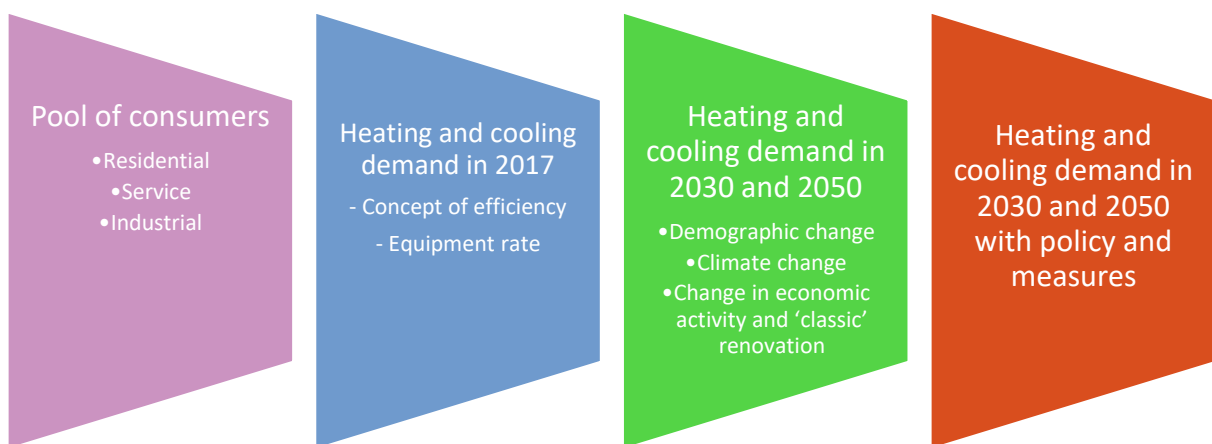 Pool of consumers
•Residential
•Service
•Industrial
Heating and cooling
demand in 2017
- Concept of efficiency
- Equipment rate
Heating and
cooling demand in
2030 and 2050
•Demographic change
•Climate change
•Change in economic
activity and ‘classic’
renovation
Heating and
cooling demand in
2030 and 2050
with policy and
measures